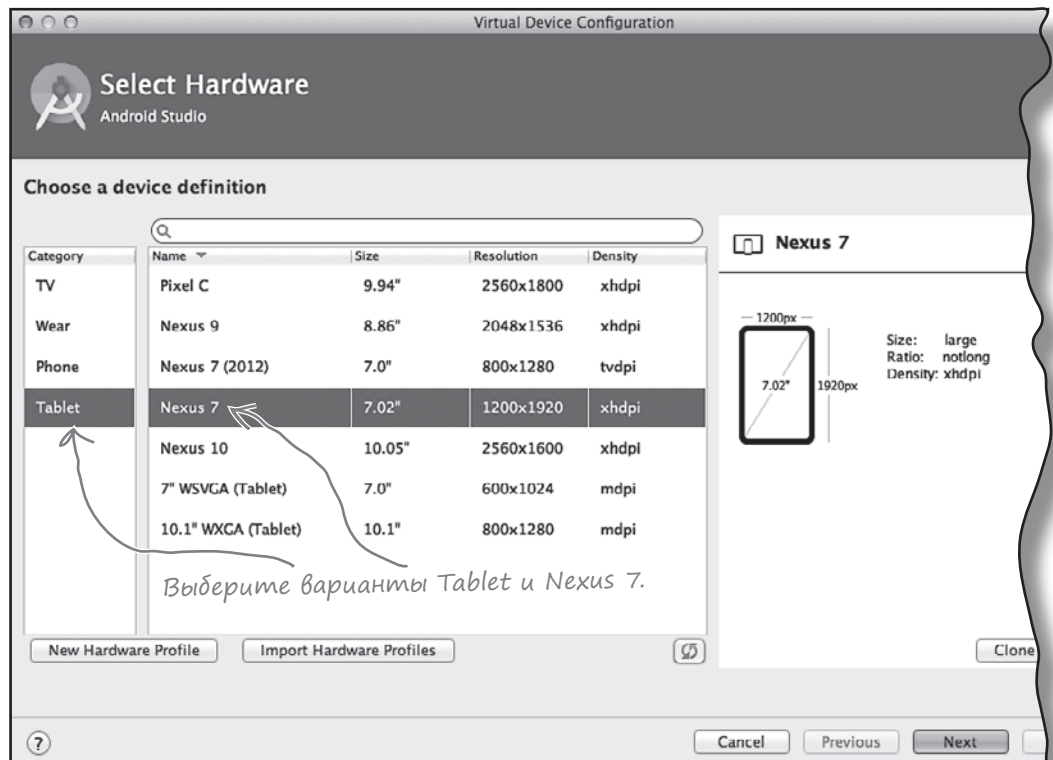 Virtual Device Configuration
Select Hardware
Android Studio
Choose a device definition
Category
Name Size Resolution Density
TV
Wear
Phone
Tablet
Pixel C 9.94" 2560x1800 xhdpi
Nexus 9 8.86" 2048x1536 xhdpi
Nexus 7 (2012) 7.0" 800x1280 tvdpi
Nexus 7 7.02" 1200x1920 xhdpi
Nexus 10 10.05" 2560x1600 xhdpi
7" WSVGA (Tablet) 7.0" 600x1024 mdpi
10.1" WXGA (Tablet) 10.1" 800x1280 mdpi
Выберите варианты Tablet и Nexus 7.
Nexus 7
1200px
7.02"
1920px
Size: large
Ratio: notlong
Density: xhdpi
New Hardware Profile
Import Hardware Profiles
Clone
?
Cancel
Previous
Next